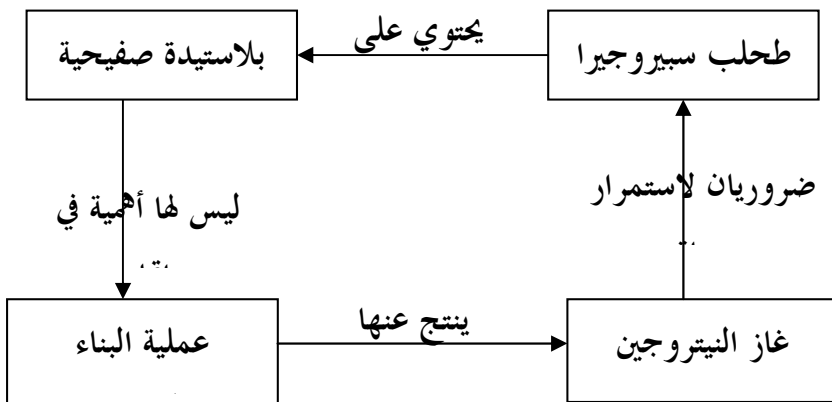 طحلب سبيروجيرا
يحتوي على
بلاستيدة صفيحية
ليس لها أهمية في
عملية البناء
ينتج عنها
غاز النيتروجين
ضروريان لاستمرار